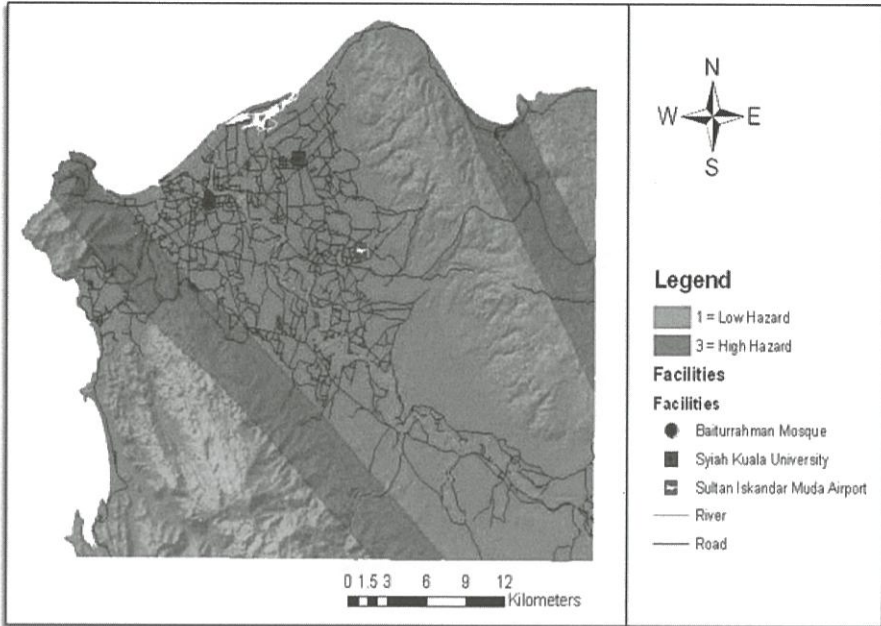 N
W E
S
Legend
1 = Low Hazard
3 = High Hazard
Facilities
Facilities
Baiturrahman Mosque
Syiah Kuala University
Sultan Iskandar Muda Airport
River
Road
0 1.5 3 6 9 12
Kilometers